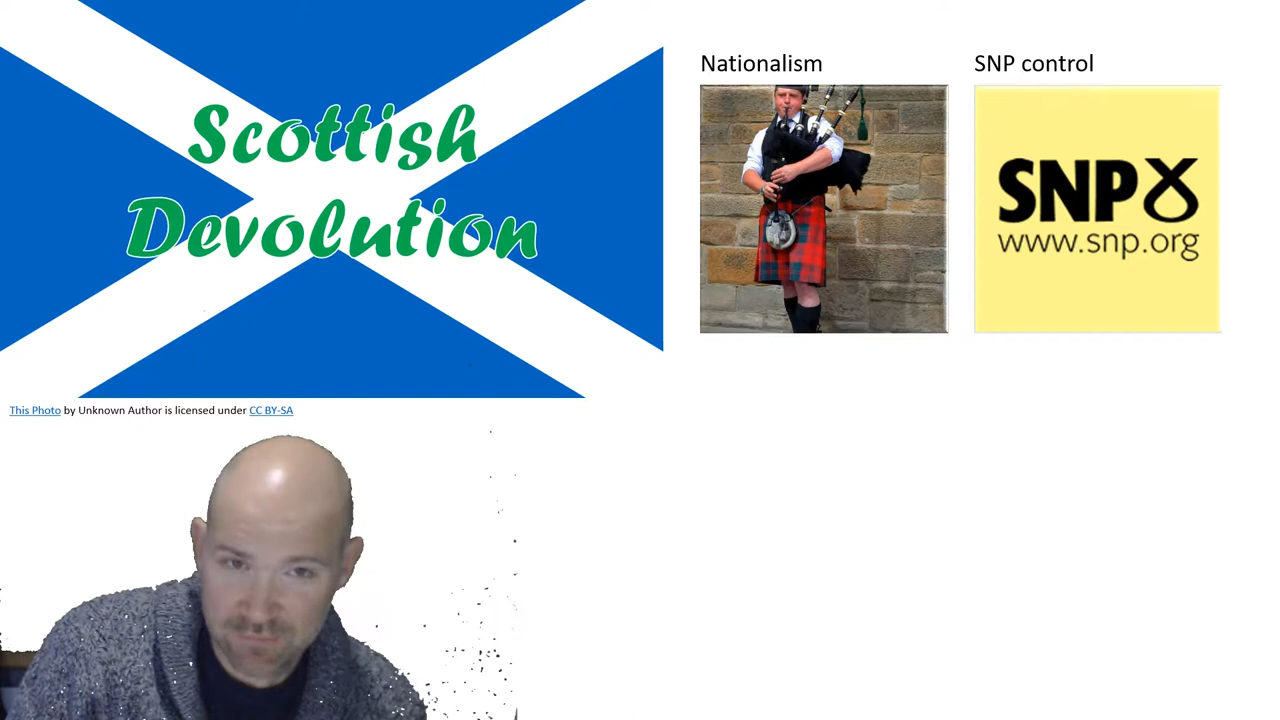 Scottish
Devolution
This Photo by Unknown Author is licensed under CC BY-SA
Nationalism
SNP control
SNP
www.snp.org